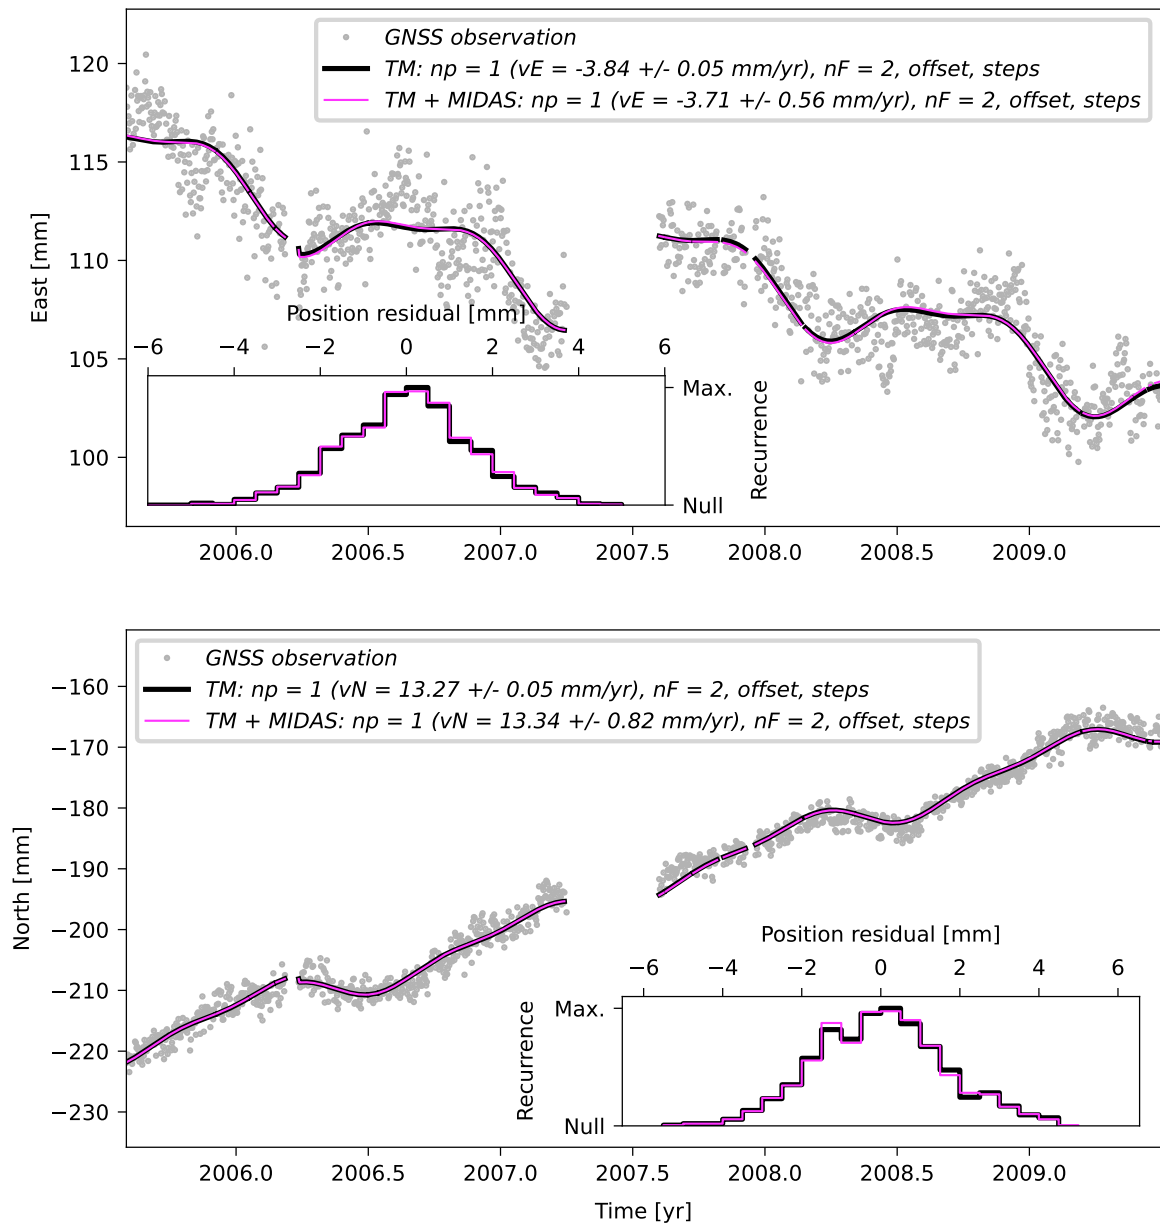 GNSS observation
TM: np = 1 (vE = -3.84 +/- 0.05 mm/yr), nF = 2, offset, steps
TM + MIDAS: np = 1 (vE = -3.71 +/- 0.56 mm/yr), nF = 2, offset, steps
120
115
110
105
100
East [mm]
Position residual [mm]
−6 −4 −2 0 2 4 6
Max.
Null
Recurrence
2006.0 2006.5 2007.0 2007.5 2008.0 2008.5 2009.0
GNSS observation
TM: np = 1 (vN = 13.27 +/- 0.05 mm/yr), nF = 2, offset, steps
TM + MIDAS: np = 1 (vN = 13.34 +/- 0.82 mm/yr), nF = 2, offset, steps
−160
−170
−180
−190
−200
−210
−220
−230
North [mm]
Position residual [mm]
−6 −4 −2 0 2 4 6
Max.
Null
Recurrence
2006.0 2006.5 2007.0 2007.5 2008.0 2008.5 2009.0
Time [yr]